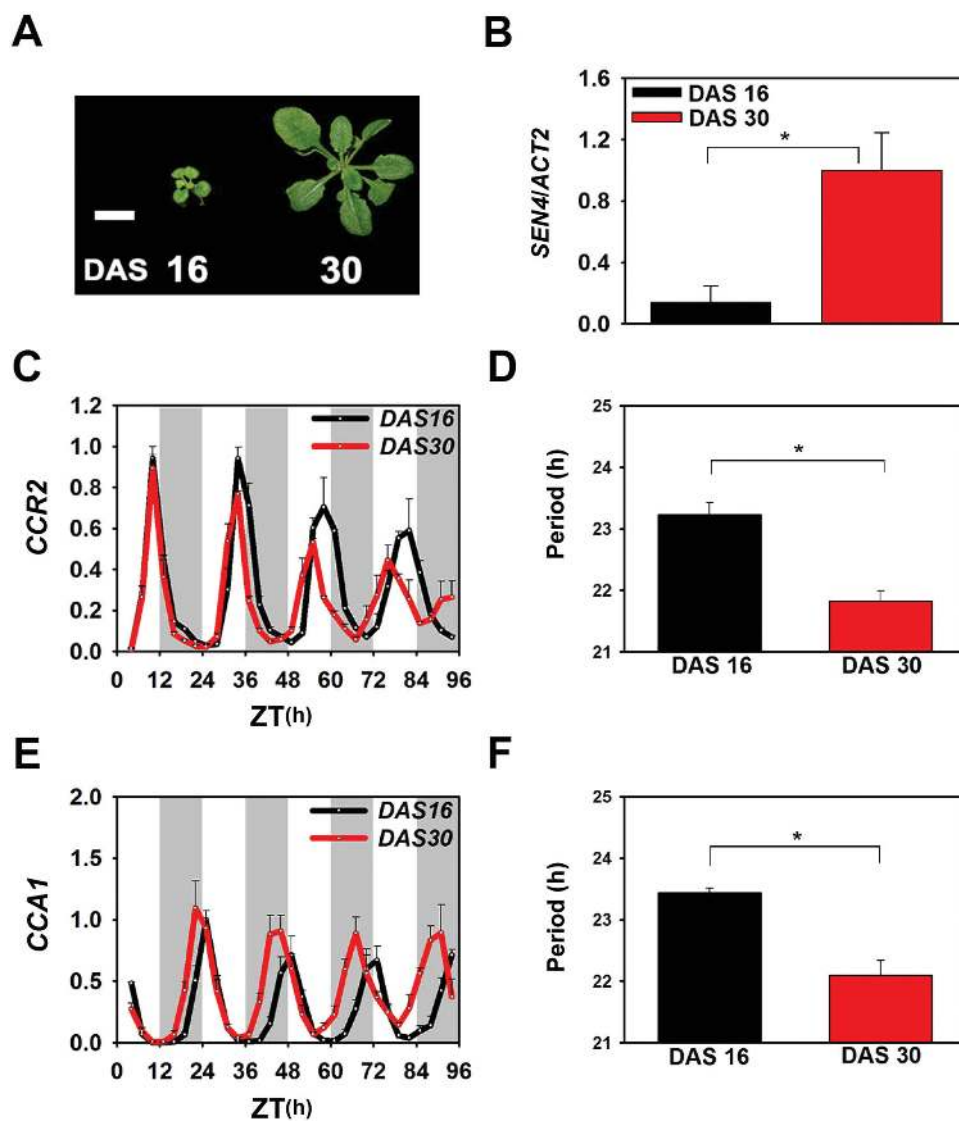 A
DAS 16 30
B
SEN4/ACT2
1.6
1.2
0.8
0.4
0.0
DAS 16
DAS 30
*
C
CCR2
1.2
1.0
0.8
0.6
0.4
0.2
0.0
DAS16
DAS30
0 12 24 36 48 60 72 84 96
ZT(h)
D
Period (h)
25
24
23
22
21
*
DAS 16 DAS 30
E
CCA1
2.0
1.5
1.0
0.5
0.0
DAS16
DAS30
0 12 24 36 48 60 72 84 96
ZT(h)
F
Period (h)
25
24
23
22
21
*
DAS 16 DAS 30